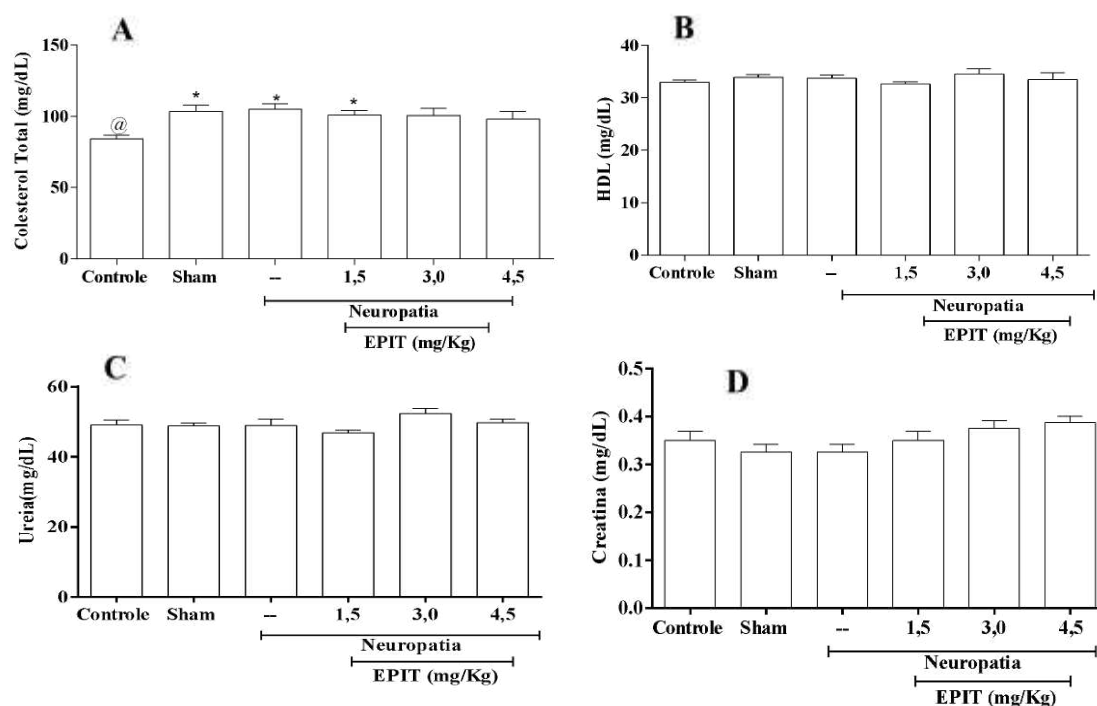 A
Colesterol Total (mg/dL)
150
100
50
0
@
*
*
*
Controle Sham -- 1,5 3,0 4,5
Neuropatia
EPIT (mg/Kg)
B
HDL (mg/dL)
40
30
20
10
0
Controle Sham -- 1,5 3,0 4,5
Neuropatia
EPIT (mg/Kg)
C
Ureia(mg/dL)
60
40
20
0
Controle Sham -- 1,5 3,0 4,5
Neuropatia
EPIT (mg/Kg)
D
Creatina (mg/dL)
0.5
0.4
0.3
0.2
0.1
0.0
Controle Sham -- 1,5 3,0 4,5
Neuropatia
EPIT (mg/Kg)